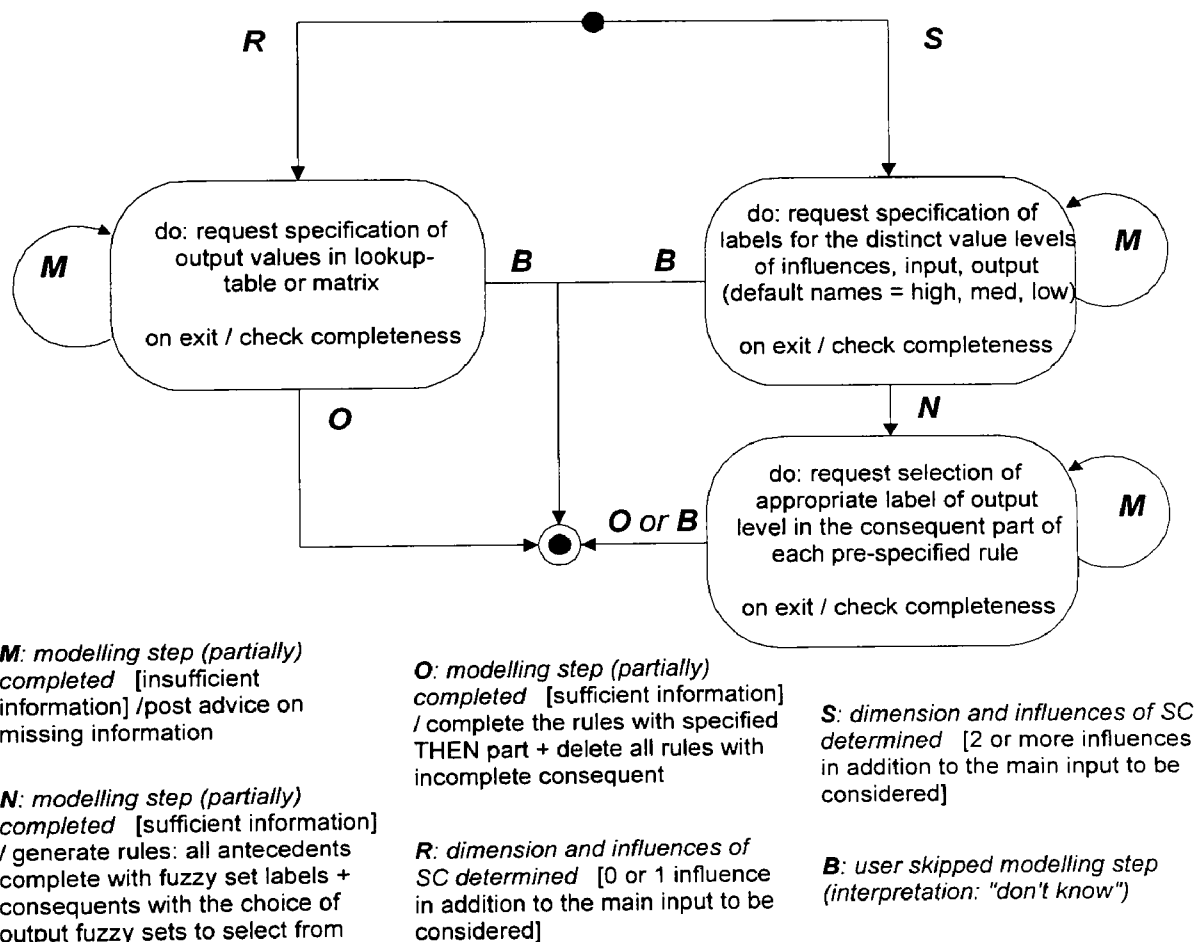 R
S
do: request specification of
output values in lookup-
table or matrix
on exit / check completeness
M
B
B
do: request specification of
labels for the distinct value levels
of influences, input, output
(default names = high, med, low)
on exit / check completeness
M
O
N
do: request selection of
appropriate label of output
level in the consequent part of
each pre-specified rule
on exit / check completeness
O or B
M
M: modelling step (partially)
completed [insufficient
information] /post advice on
missing information
N: modelling step (partially)
completed [sufficient information]
/ generate rules: all antecedents
complete with fuzzy set labels +
consequents with the choice of
output fuzzy sets to select from
O: modelling step (partially)
completed [sufficient information]
/ complete the rules with specified
THEN part + delete all rules with
incomplete consequent
R: dimension and influences of
SC determined [0 or 1 influence
in addition to the main input to be
considered]
S: dimension and influences of SC
determined [2 or more influences
in addition to the main input to be
considered]
B: user skipped modelling step
(interpretation: "don't know")